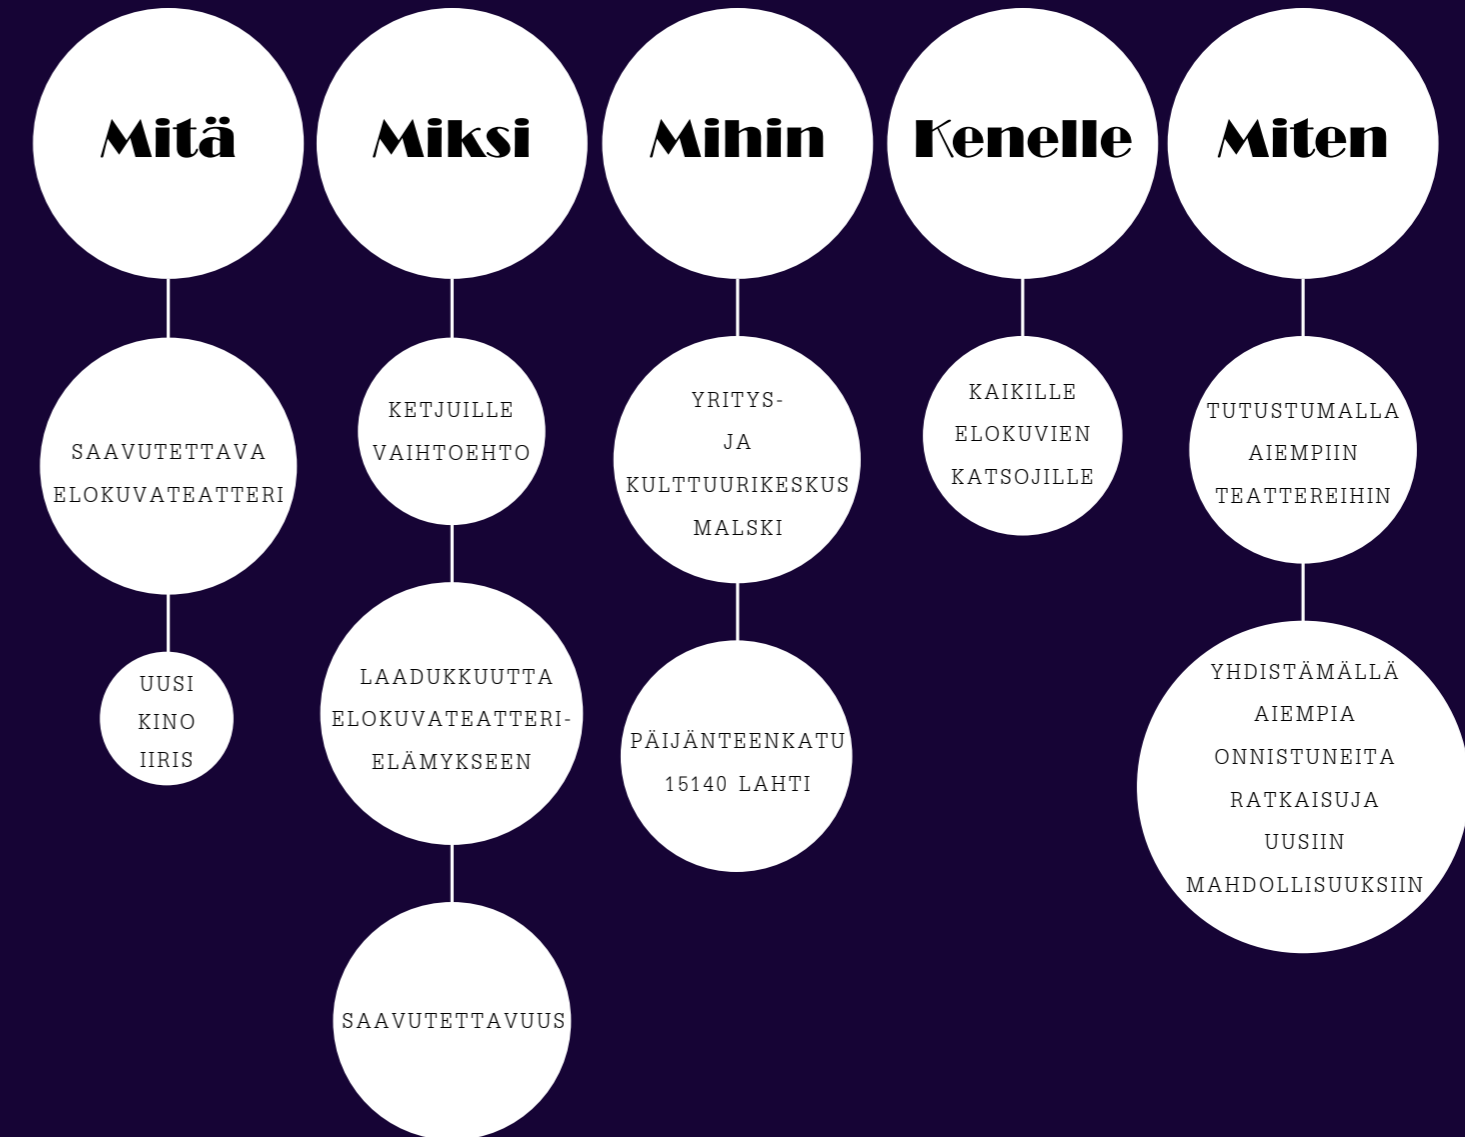 Mitä
SAAVUTETTAVA
ELOKUVATEATTERI
UUSI
KINO
IIRIS
Miksi
KETJUILLE
VAIHTOEHTO
LAADUKKUUTTA
ELOKUVATEATTERI-
ELÄMYKSEEN
SAAVUTETTAVUUS
Mihin
YRITYS-
JA
KULTTUURIKESKUS
MALSKI
PÄIJÄNTEENKATU
15140 LAHTI
Kenelle
KAIKILLE
ELOKUVIEN
KATSOJILLE
Miten
TUTUSTUMALLA
AIEMPIIN
TEATTEREIHIN
YHDISTÄMÄLLÄ
AIEMPIA
ONNISTUNEITA
RATKAISUJA
UUSIIN
MAHDOLLISUUKSIIN